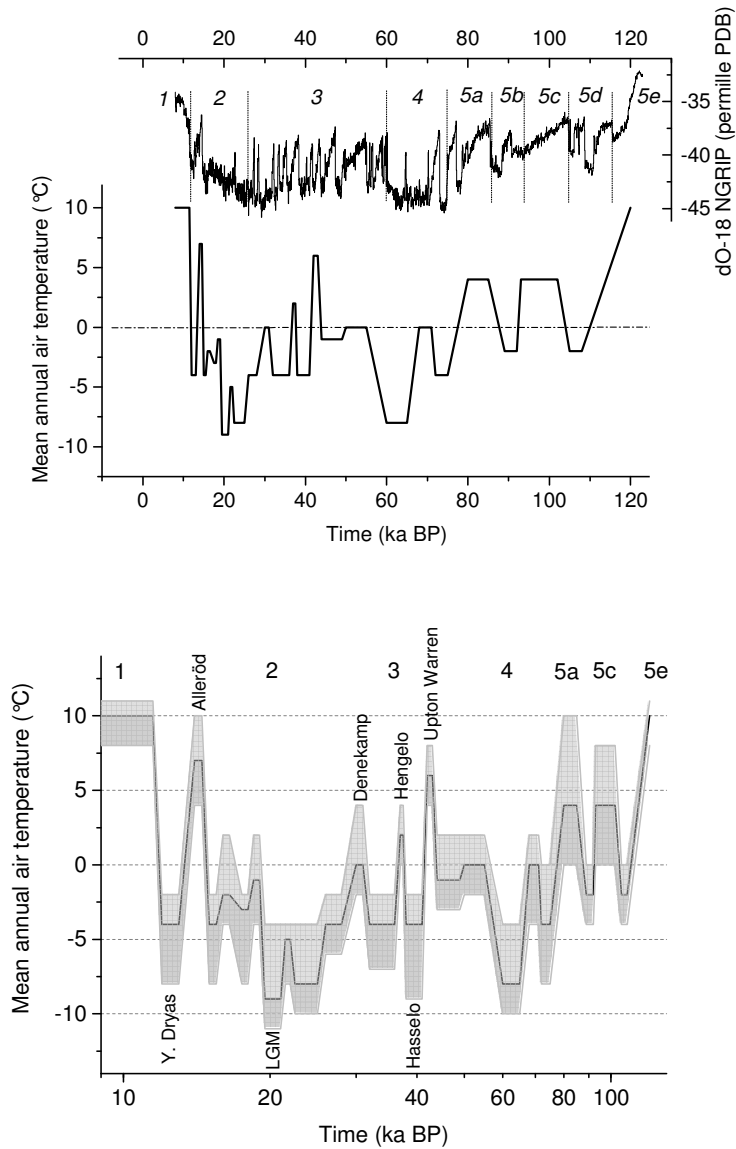 0 20 40 60 80 100 120
1 2 3 4 5a 5b 5c 5d 5e
-35
-40
-45
dO-18 NGRIP (permille PDB)
10
5
0
-5
-10
Mean annual air temperature (°C)
0 20 40 60 80 100 120
Time (ka BP)
1 2 3 4 5a 5c 5e
Alleröd
Denekamp
Hengelo
Upton Warren
Y. Dryas
LGM
Hasselo
10
5
0
-5
-10
Mean annual air temperature (°C)
10 20 40 60 80 100
Time (ka BP)